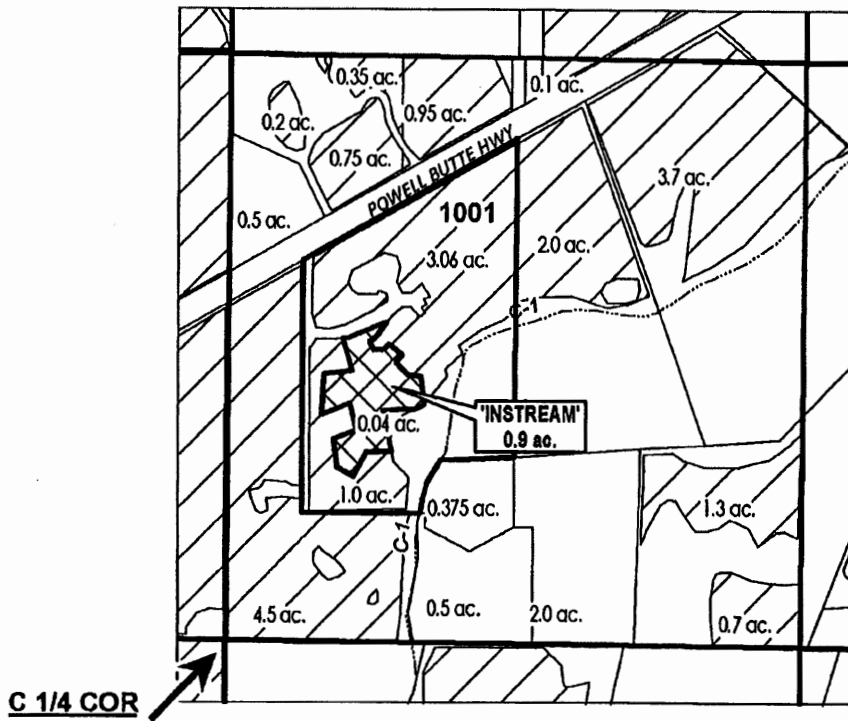 0.35 ac.
0.1 ac.
0.95 ac.
0.2 ac.
0.75 ac.
POWELL BUTTE HWY
3.7 ac.
0.5 ac.
1001
2.0 ac.
3.06 ac.
C-1
'INSTREAM'
0.9 ac.
0.04 ac.
1.0 ac.
0.375 ac.
1.3 ac.
C-1
4.5 ac.
0.5 ac.
2.0 ac.
0.7 ac.
C 1/4 COR